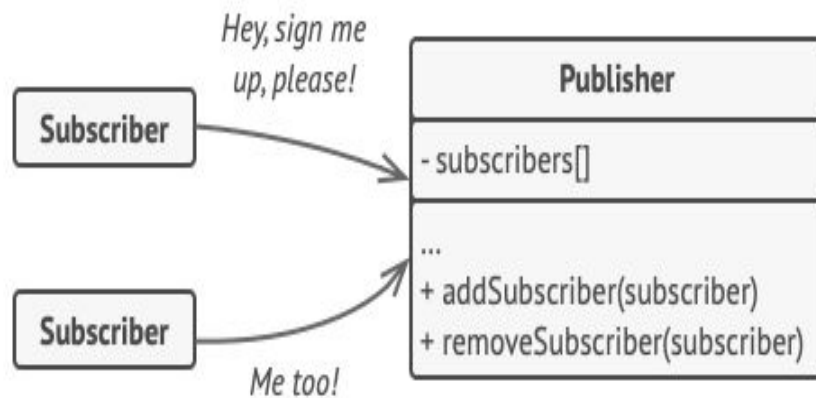 Hey, sign me
up, please!
Subscriber
Publisher
- subscribers[]
...
+ addSubscriber(subscriber)
+ removeSubscriber(subscriber)
Subscriber
Me too!